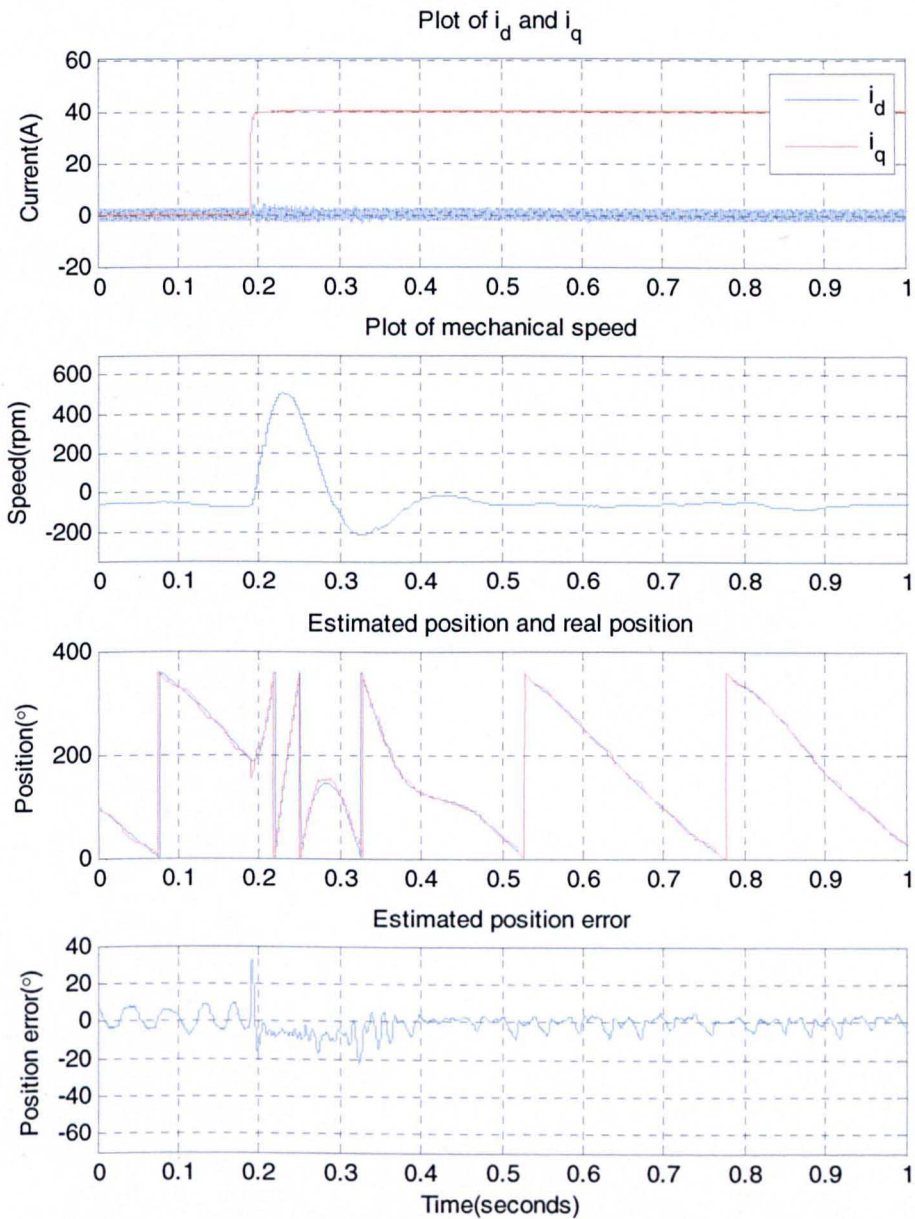 Plot of i_d and i_q
Current(A)
60
40
20
0
-20
i_d
i_q
0 0.1 0.2 0.3 0.4 0.5 0.6 0.7 0.8 0.9 1
Plot of mechanical speed
Speed(rpm)
600
400
200
0
-200
0 0.1 0.2 0.3 0.4 0.5 0.6 0.7 0.8 0.9 1
Estimated position and real position
Position(°)
400
200
0
0 0.1 0.2 0.3 0.4 0.5 0.6 0.7 0.8 0.9 1
Estimated position error
Position error(°)
40
20
0
-20
-40
-60
0 0.1 0.2 0.3 0.4 0.5 0.6 0.7 0.8 0.9 1
Time(seconds)